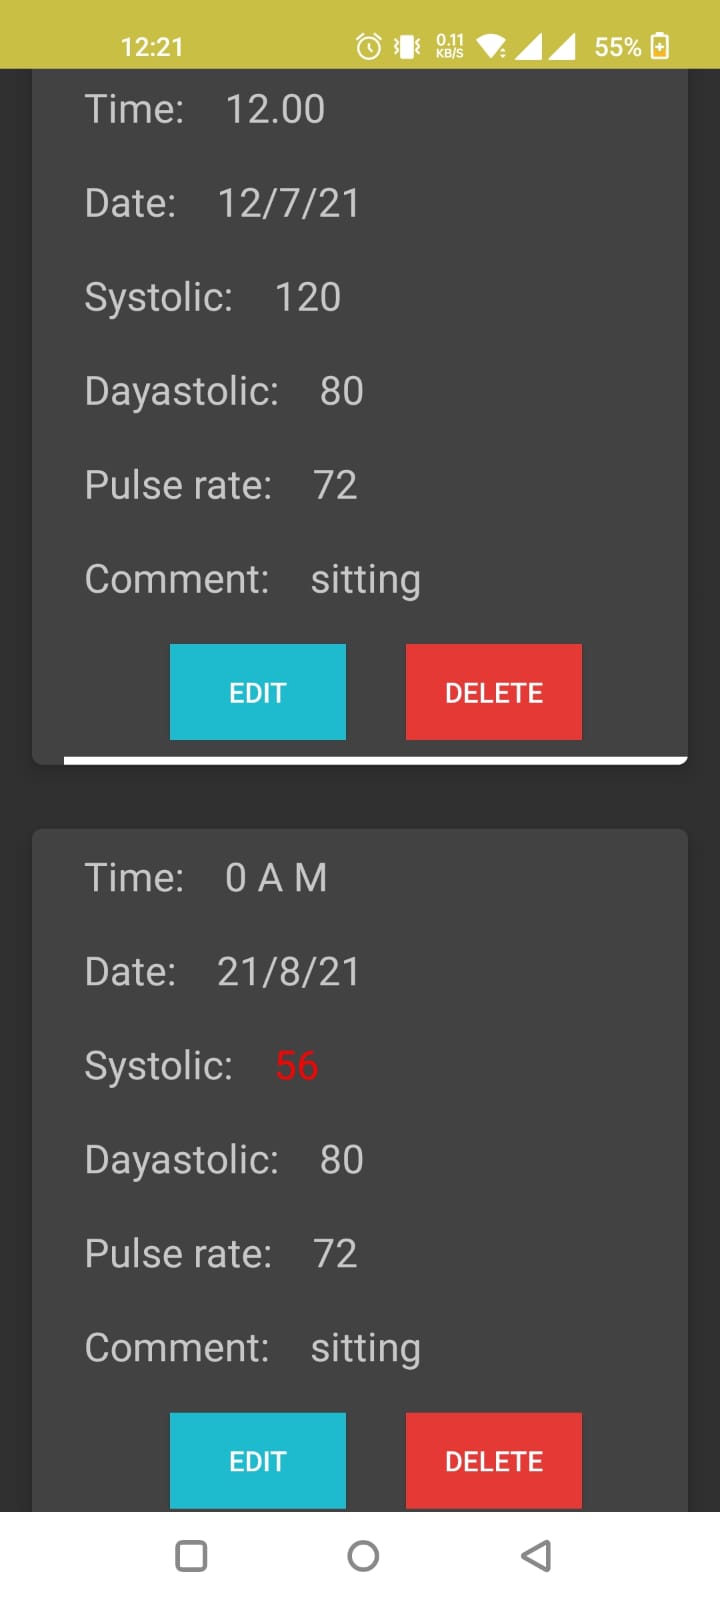 12:21 0.11 KB/S 55%
Time: 12.00
Date: 12/7/21
Systolic: 120
Dayastolic: 80
Pulse rate: 72
Comment: sitting
EDIT DELETE
Time: 0 A M
Date: 21/8/21
Systolic: 56
Dayastolic: 80
Pulse rate: 72
Comment: sitting
EDIT DELETE